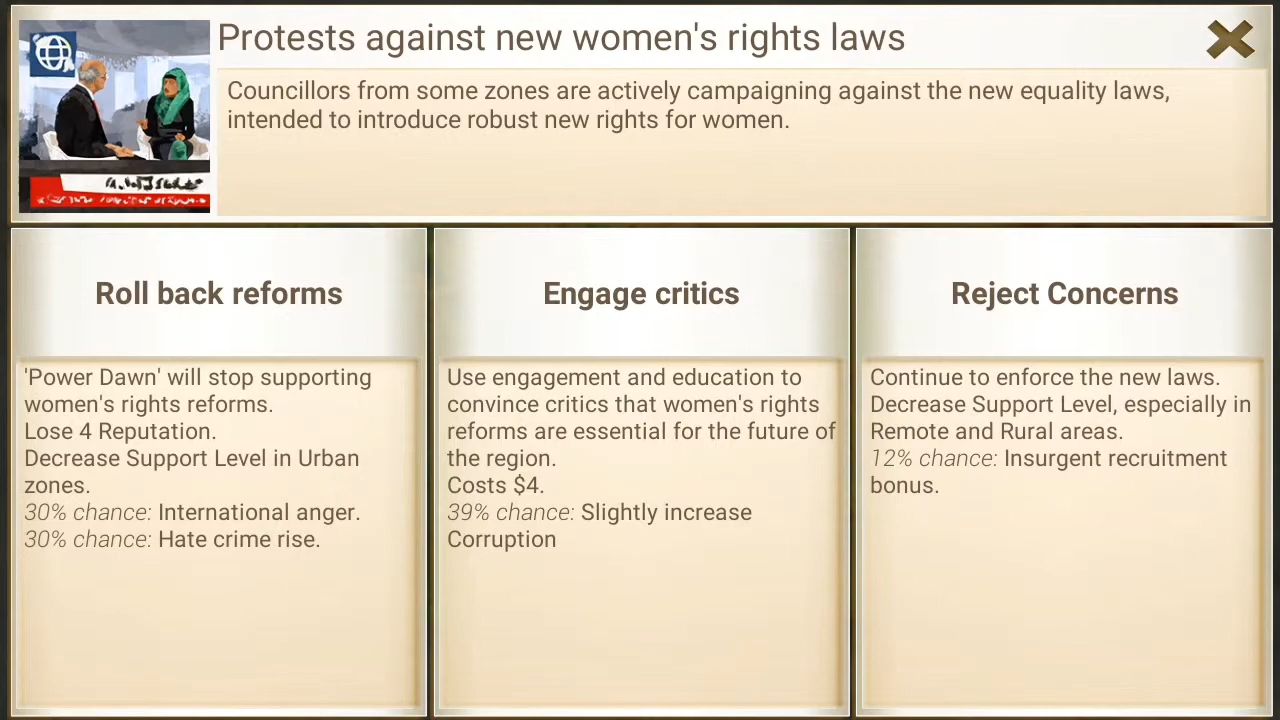 Protests against new women's rights laws
Councillors from some zones are actively campaigning against the new equality laws,
intended to introduce robust new rights for women.
Roll back reforms
'Power Dawn' will stop supporting
women's rights reforms.
Lose 4 Reputation.
Decrease Support Level in Urban
zones.
30% chance: International anger.
30% chance: Hate crime rise.
Engage critics
Use engagement and education to
convince critics that women's rights
reforms are essential for the future of
the region.
Costs $4.
39% chance: Slightly increase
Corruption
Reject Concerns
Continue to enforce the new laws.
Decrease Support Level, especially in
Remote and Rural areas.
12% chance: Insurgent recruitment
bonus.